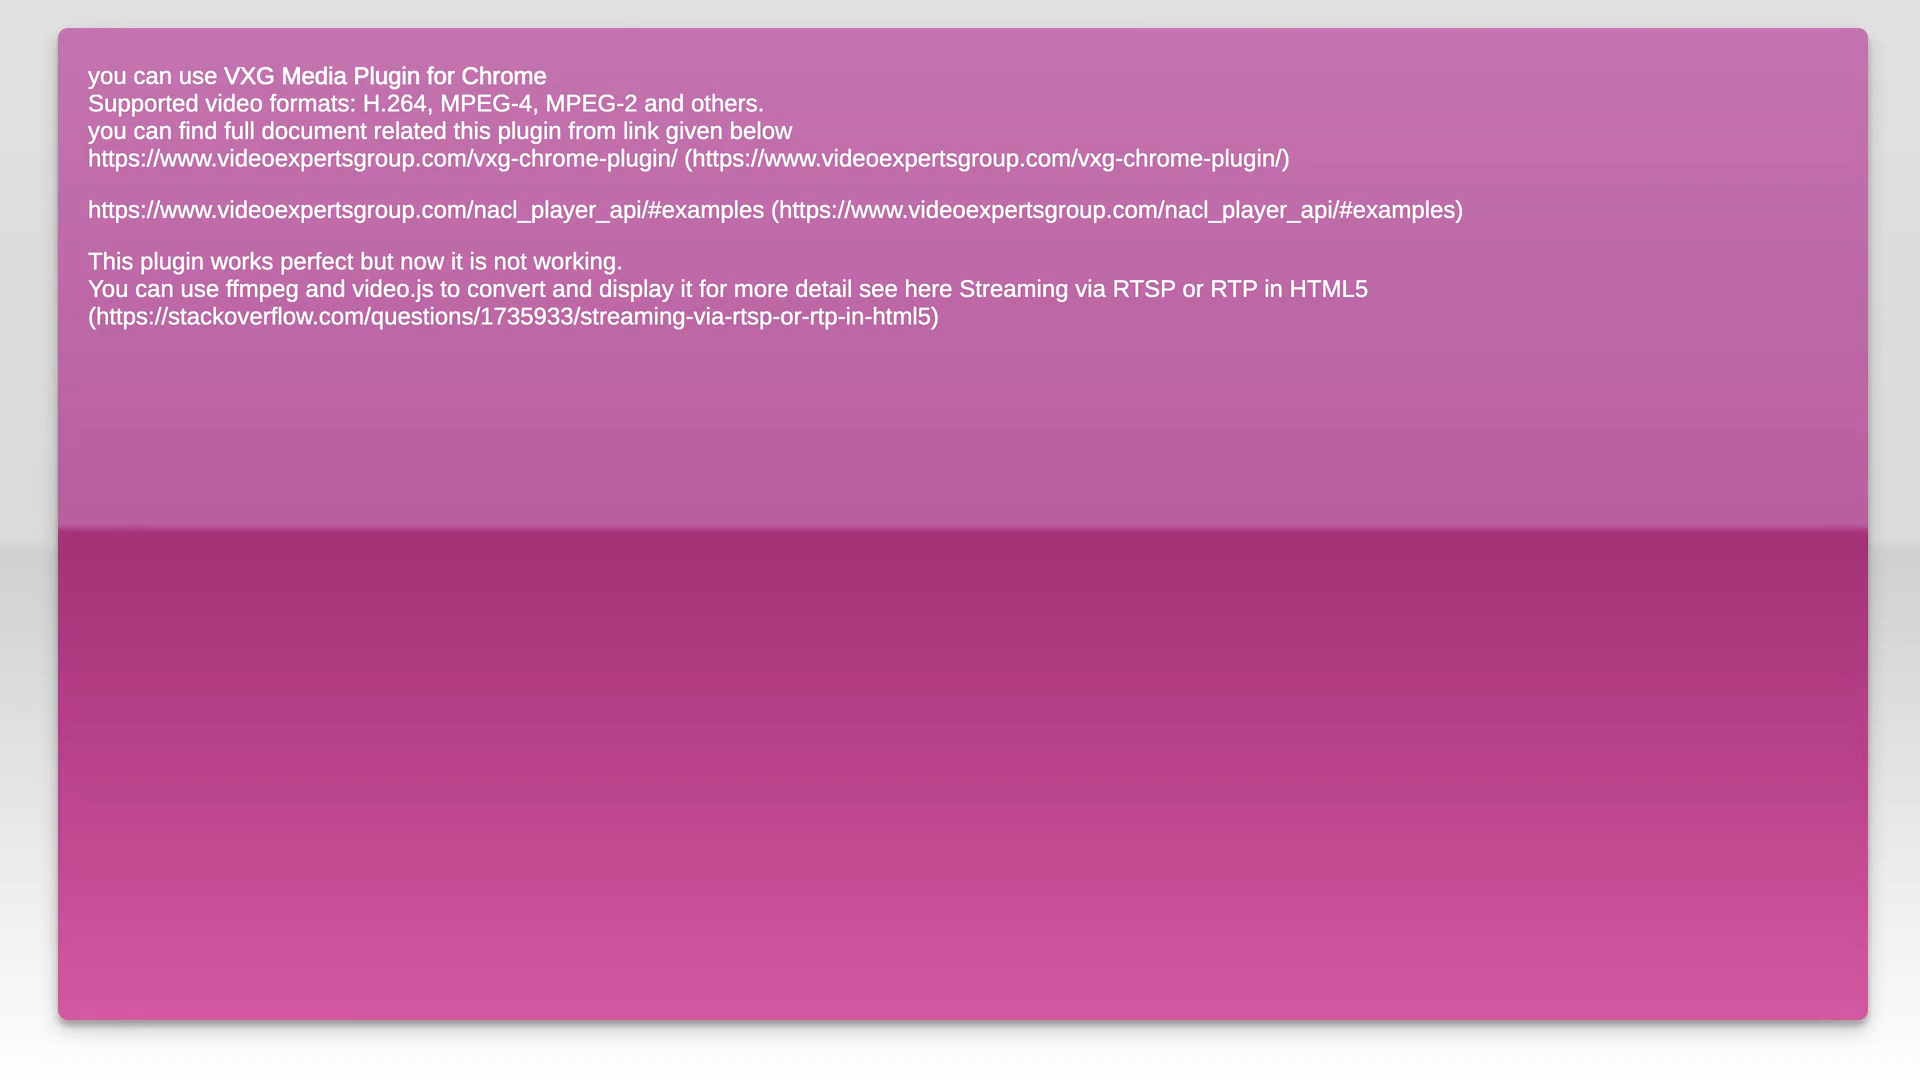 you can use VXG Media Plugin for Chrome
Supported video formats: H.264, MPEG-4, MPEG-2 and others.
you can find full document related this plugin from link given below
https://www.videoexpertsgroup.com/vxg-chrome-plugin/ (https://www.videoexpertsgroup.com/vxg-chrome-plugin/)
https://www.videoexpertsgroup.com/nacl_player_api/#examples (https://www.videoexpertsgroup.com/nacl_player_api/#examples)
This plugin works perfect but now it is not working.
You can use ffmpeg and video.js to convert and display it for more detail see here Streaming via RTSP or RTP in HTML5
(https://stackoverflow.com/questions/1735933/streaming-via-rtsp-or-rtp-in-html5)